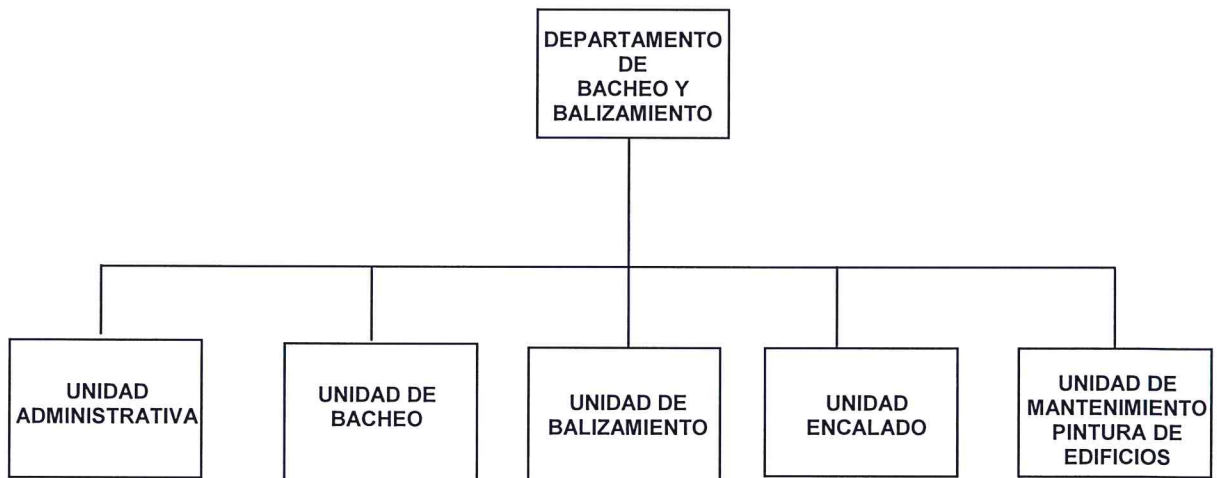 DEPARTAMENTO
DE
BACHEO Y
BALIZAMIENTO
UNIDAD
ADMINISTRATIVA
UNIDAD DE
BACHEO
UNIDAD DE
BALIZAMIENTO
UNIDAD
ENCALADO
UNIDAD DE
MANTENIMIENTO
PINTURA DE
EDIFICIOS